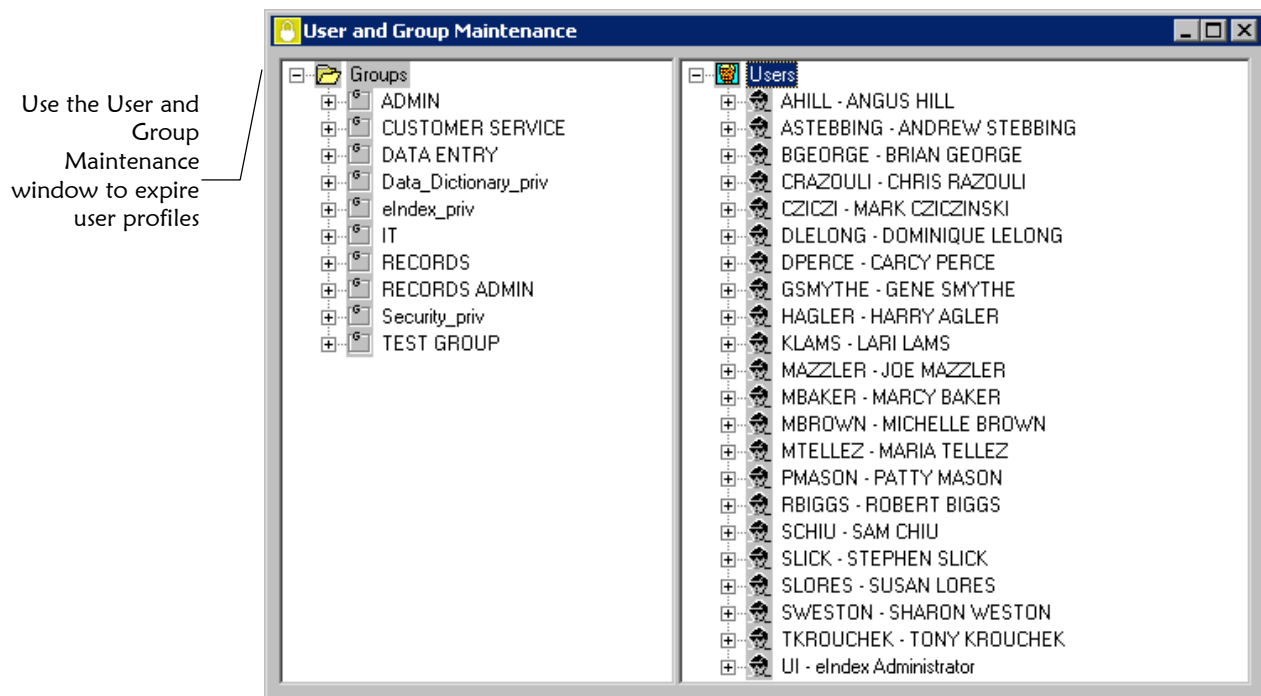 User and Group Maintenance
Use the User and
Group
Maintenance
window to expire
user profiles
Groups
ADMIN
CUSTOMER SERVICE
DATA ENTRY
Data_Dictionary_priv
eIndex_priv
IT
RECORDS
RECORDS ADMIN
Security_priv
TEST GROUP
Users
AHILL - ANGUS HILL
ASTEBBING - ANDREW STEBBING
BGEORGE - BRIAN GEORGE
CRAZOULI - CHRIS RAZOULI
CZICZI - MARK CZICZINSKI
DLELONG - DOMINIQUE LELONG
DPERCE - CARCY PERCE
GSMYTHE - GENE SMYTHE
HAGLER - HARRY AGLER
KLAMS - LARI LAMS
MAZZLER - JOE MAZZLER
MBAKER - MARCY BAKER
MBROWN - MICHELLE BROWN
MTELLEZ - MARIA TELLEZ
PMASON - PATTY MASON
RBIGGS - ROBERT BIGGS
SCHIU - SAM CHIU
SLICK - STEPHEN SLICK
SLORES - SUSAN LORES
SWESTON - SHARON WESTON
TKROUCHEK - TONY KROUCHEK
UI - eIndex Administrator